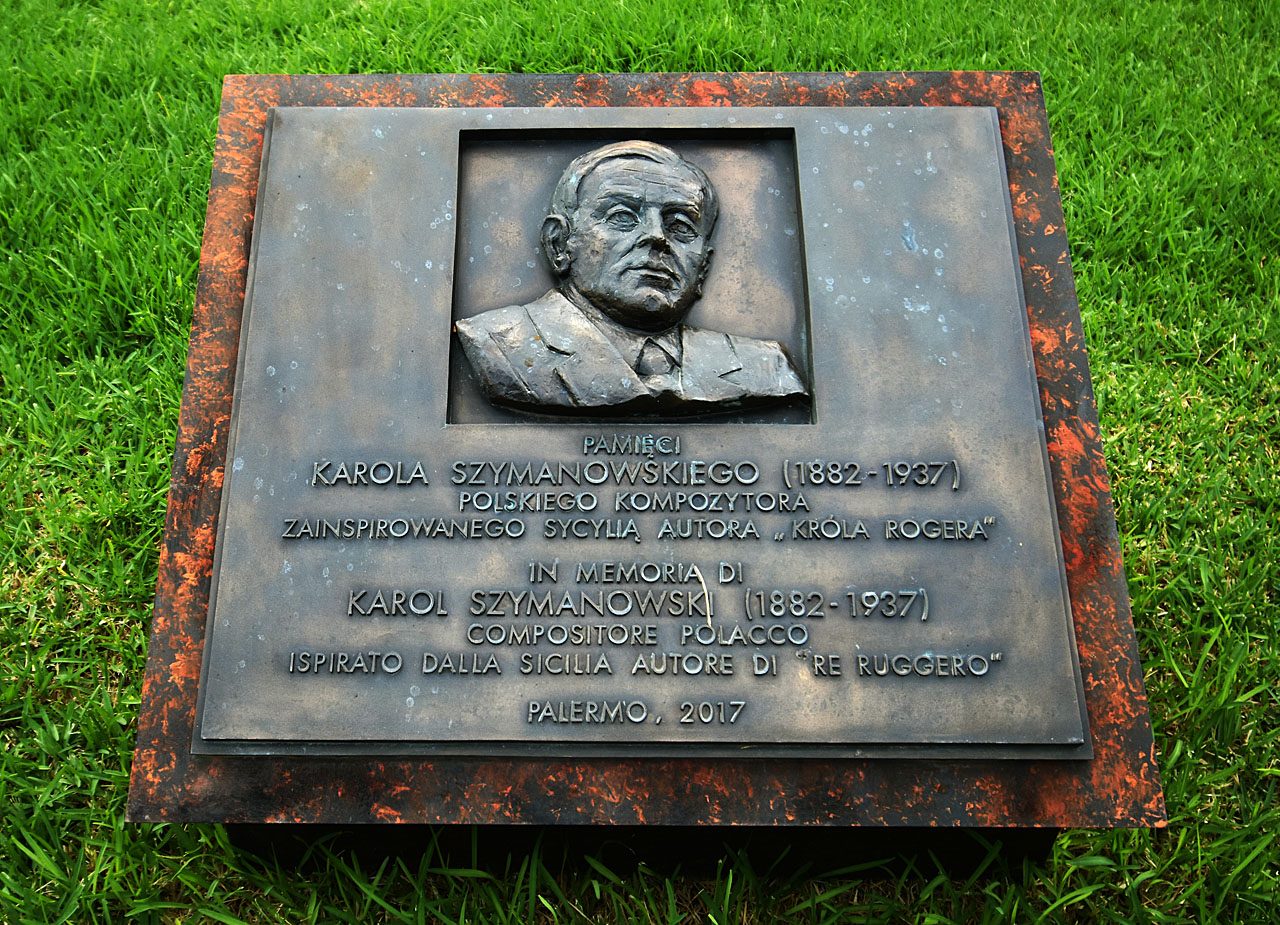 PAMIĘCI
KAROLA SZYMANOWSKIEGO (1882-1937)
POLSKIEGO KOMPOZYTORA
ZAINSPIROWANEGO SYCYLIĄ AUTORA „KRÓLA ROGERA”
IN MEMORIA DI
KAROL SZYMANOWSKI (1882-1937)
COMPOSITORE POLACCO
ISPIRATO DALLA SICILIA AUTORE DI “RE RUGGERO”
PALERMO, 2017